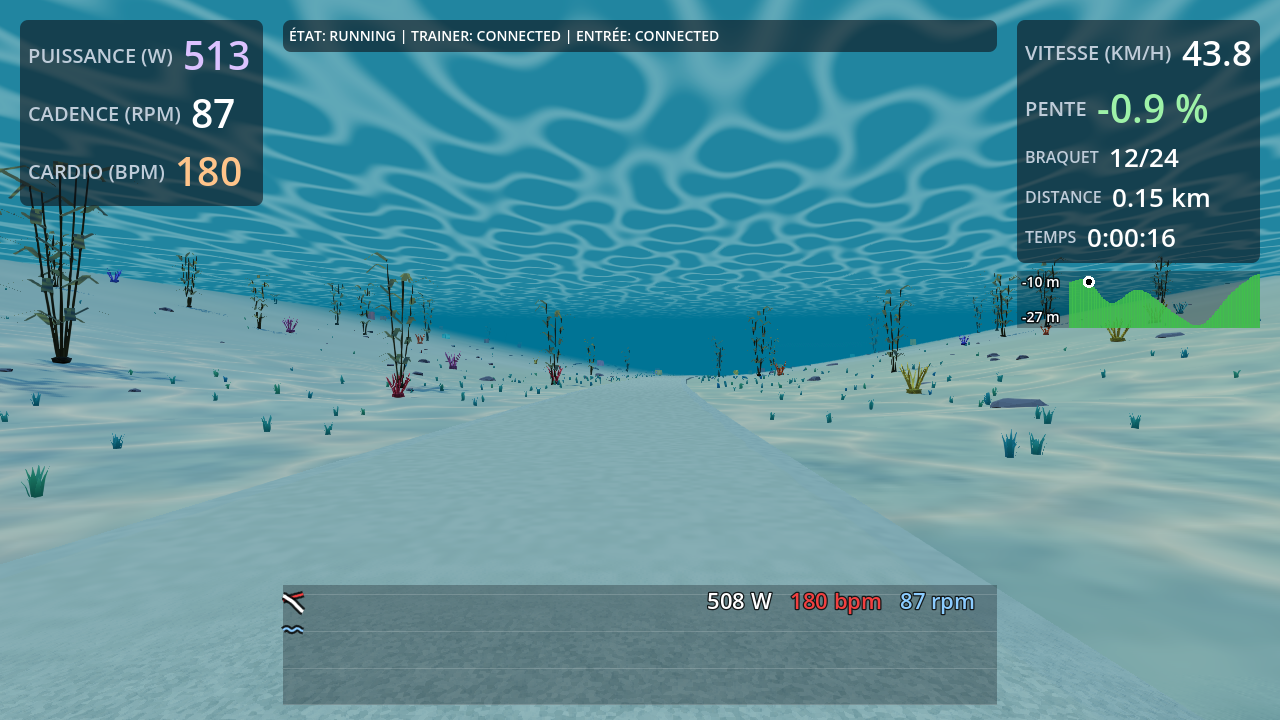 PUISSANCE (W) 513
CADENCE (RPM) 87
CARDIO (BPM) 180
ÉTAT: RUNNING | TRAINER: CONNECTED | ENTRÉE: CONNECTED
VITESSE (KM/H) 43.8
PENTE -0.9 %
BRAQUET 12/24
DISTANCE 0.15 km
TEMPS 0:00:16
-10 m
-27 m
508 W 180 bpm 87 rpm